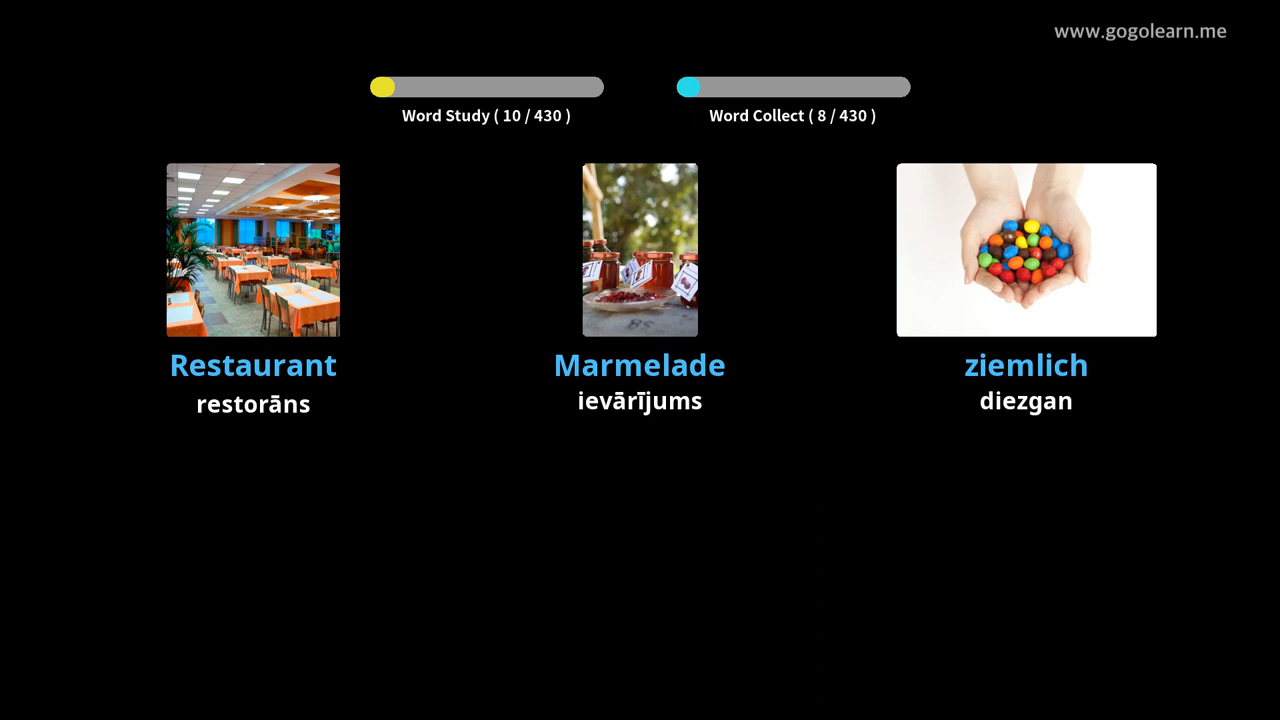 www.gogolearn.me
Word Study ( 10 / 430 )
Word Collect ( 8 / 430 )
Restaurant
restorāns
Marmelade
ievārījums
ziemlich
diezgan